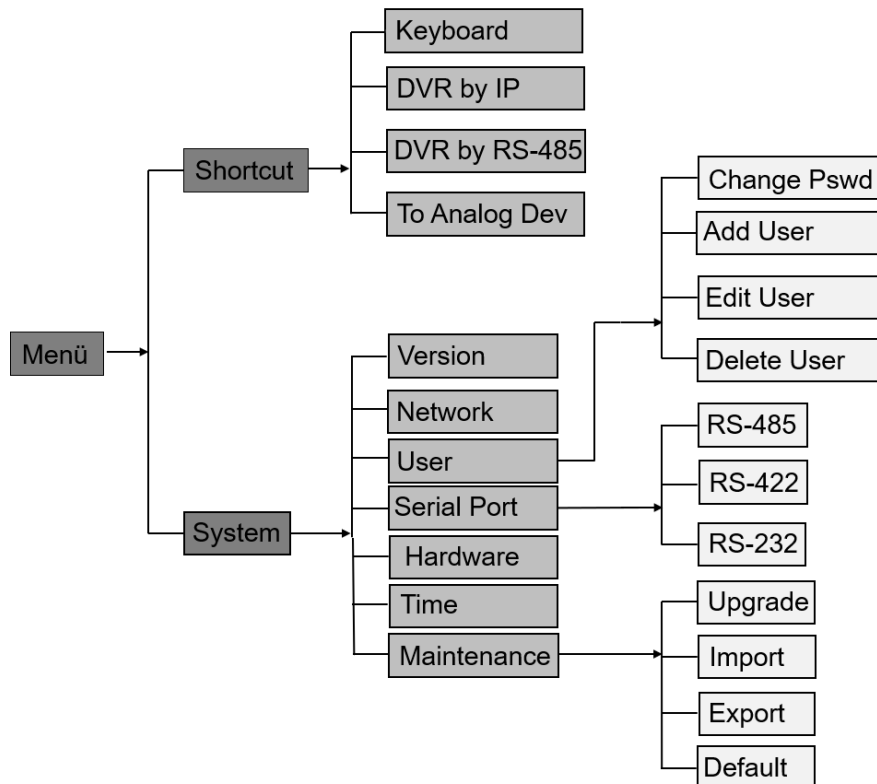 Menü
Shortcut
Keyboard
DVR by IP
DVR by RS-485
To Analog Dev
System
Version
Network
User
Change Pswd
Add User
Edit User
Delete User
Serial Port
RS-485
RS-422
RS-232
Hardware
Time
Maintenance
Upgrade
Import
Export
Default